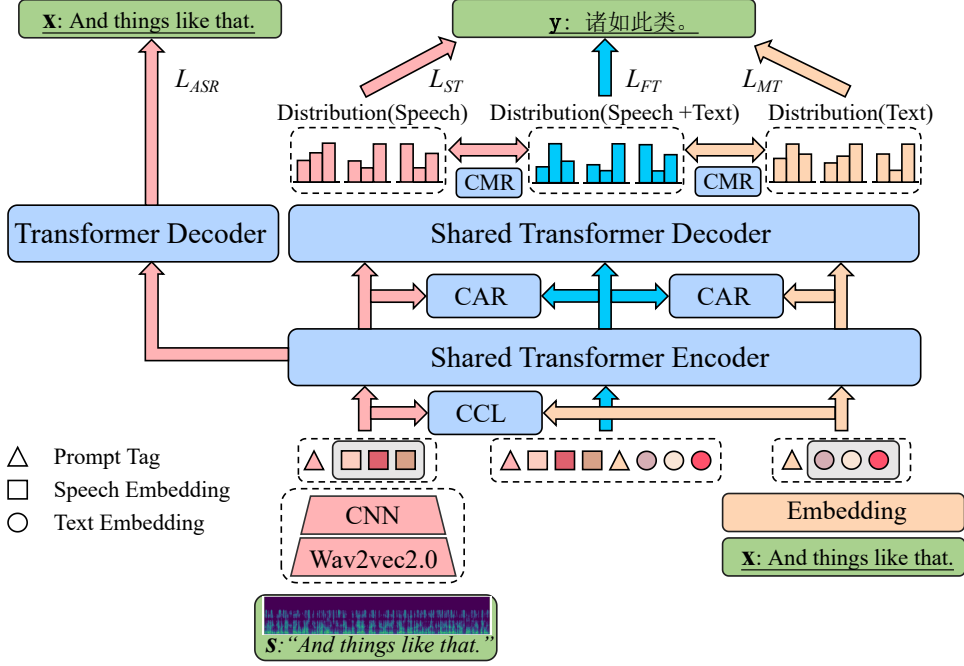 x: And things like that.
y: 诸如此类。
L_ASR
L_ST
L_FT
L_MT
Distribution(Speech)
Distribution(Speech +Text)
Distribution(Text)
CMR
CMR
Transformer Decoder
Shared Transformer Decoder
CAR
CAR
Shared Transformer Encoder
CCL
Prompt Tag
Speech Embedding
Text Embedding
CNN
Wav2vec2.0
Embedding
x: And things like that.
s:“And things like that.”